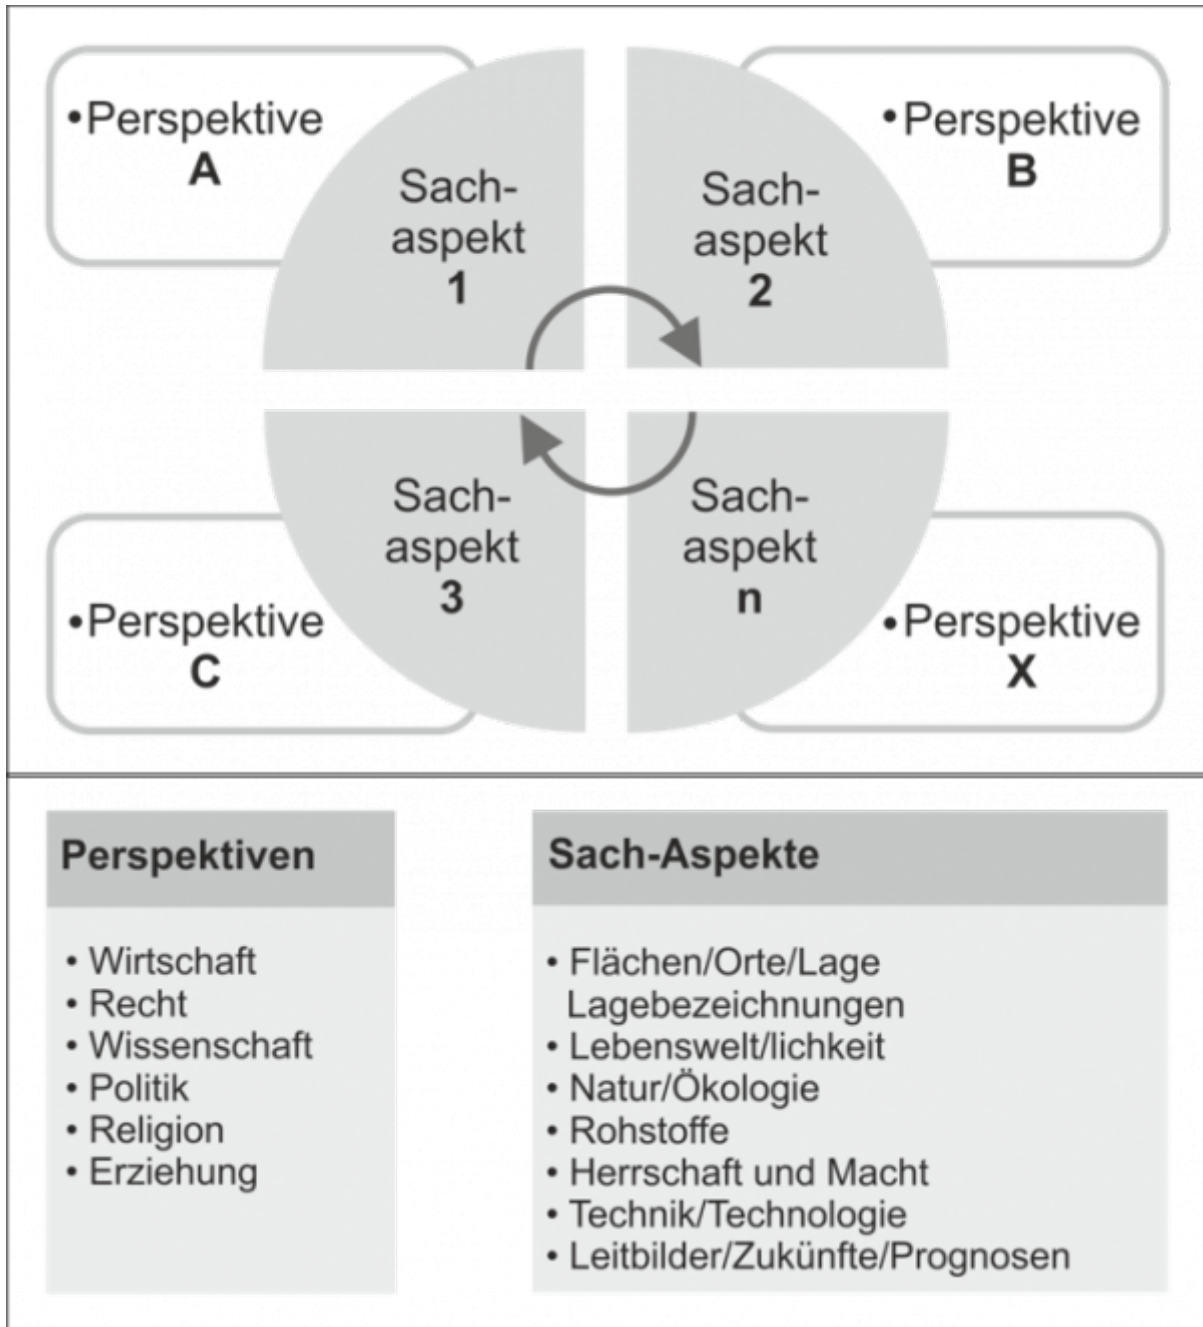 •Perspektive
A
•Perspektive
B
Sach-
aspekt
1
Sach-
aspekt
2
Sach-
aspekt
3
Sach-
aspekt
n
•Perspektive
C
•Perspektive
X
Perspektiven
• Wirtschaft
• Recht
• Wissenschaft
• Politik
• Religion
• Erziehung
Sach-Aspekte
• Flächen/Orte/Lage
Lagebezeichnungen
• Lebenswelt/lichkeit
• Natur/Ökologie
• Rohstoffe
• Herrschaft und Macht
• Technik/Technologie
• Leitbilder/Zukünfte/Prognosen